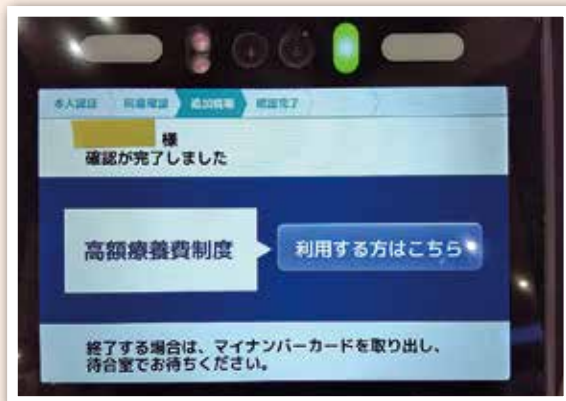 本人認証 同意確認 追加情報 確認完了
様
確認が完了しました
高額療養費制度
利用する方はこちら
終了する場合は、マイナンバーカードを取り出し、
待合室でお待ちください。